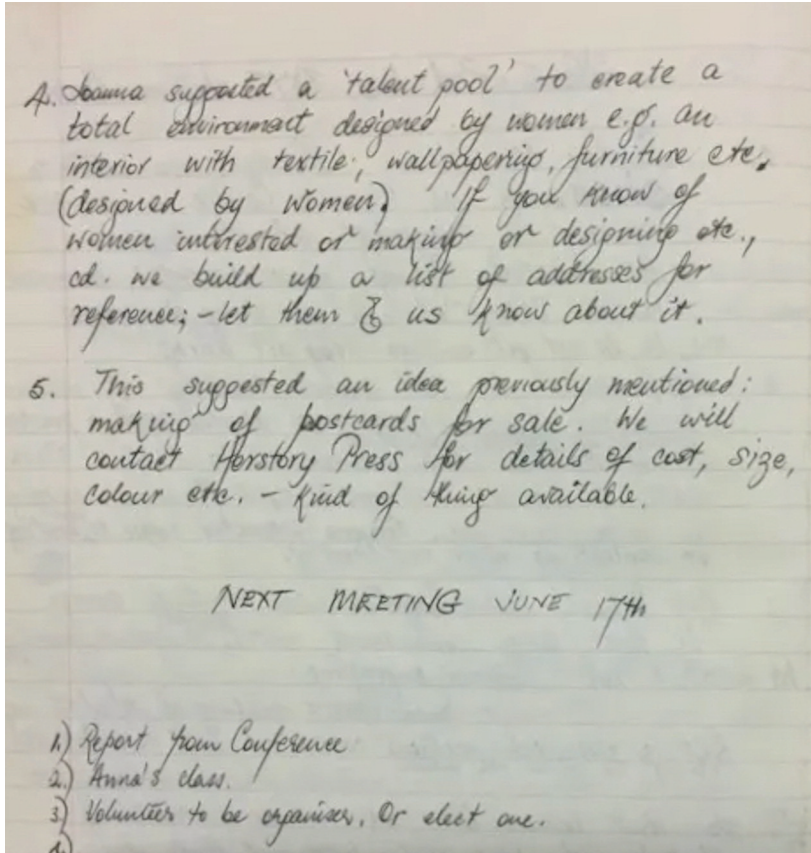 4. Joanna supported a 'talent pool' to create a
total environment designed by women e.g. an
interior with textile, wallpapering, furniture etc.
(designed by women) If you know of
women interested or making or designing etc.,
cd. we build up a list of addresses for
reference; - let them & us know about it.
5. This suggested an idea previously mentioned:
making of postcards for sale. We will
contact Herstory Press for details of cost, size,
colour etc. - kind of thing available.
NEXT MEETING JUNE 17th
1.) Report from Conference
2.) Anna's class.
3) Volunteer to be organiser. Or elect one.